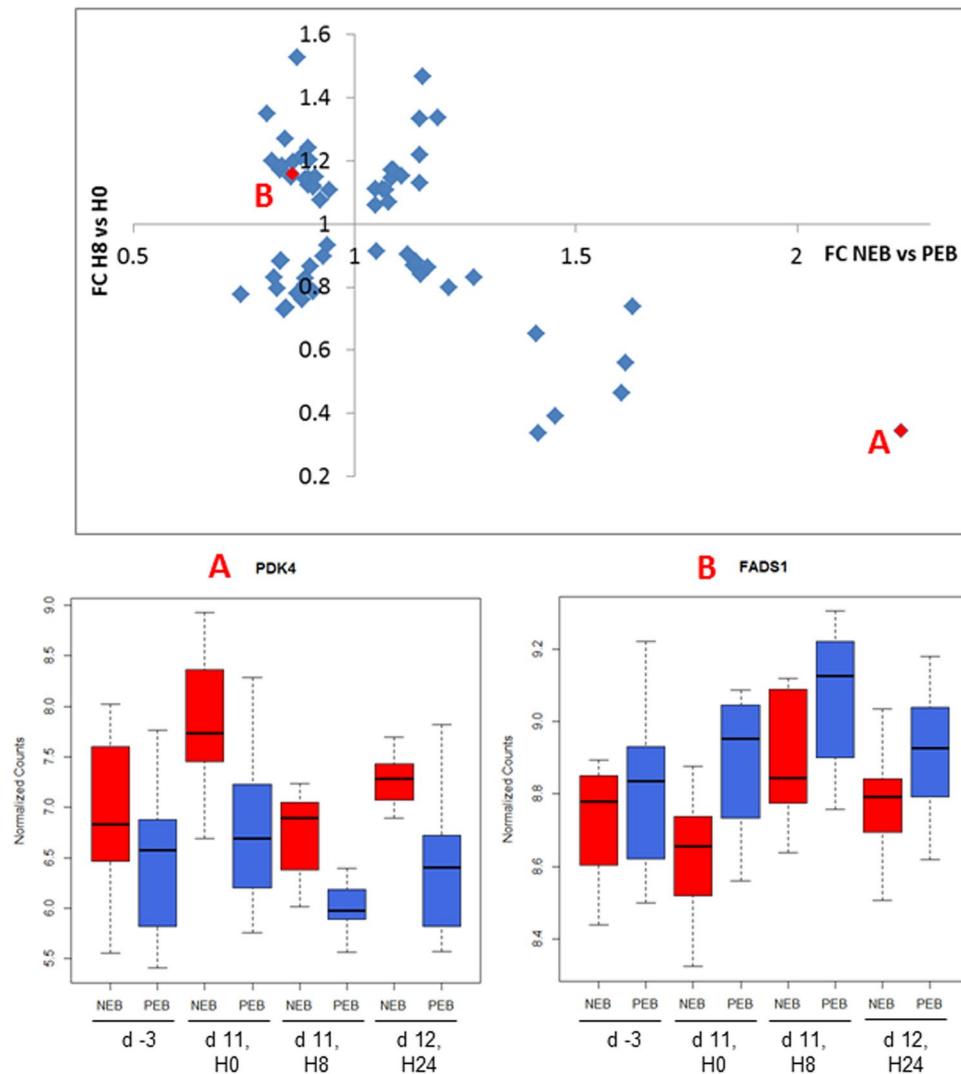 1.6
1.4
1.2
1
0.8
0.6
0.4
0.2
0.5
1
1.5
2
FC H8 vs H0
FC NEB vs PEB
B
A
A PDK4
Normalized Counts
9.0
8.5
8.0
7.5
7.0
6.5
6.0
5.5
NEB PEB NEB PEB NEB PEB NEB PEB
d -3 d 11, d 11, d 12,
H0 H8 H24
B FADS1
Normalized Counts
9.2
9.0
8.8
8.6
8.4
NEB PEB NEB PEB NEB PEB NEB PEB
d -3 d 11, d 11, d 12,
H0 H8 H24